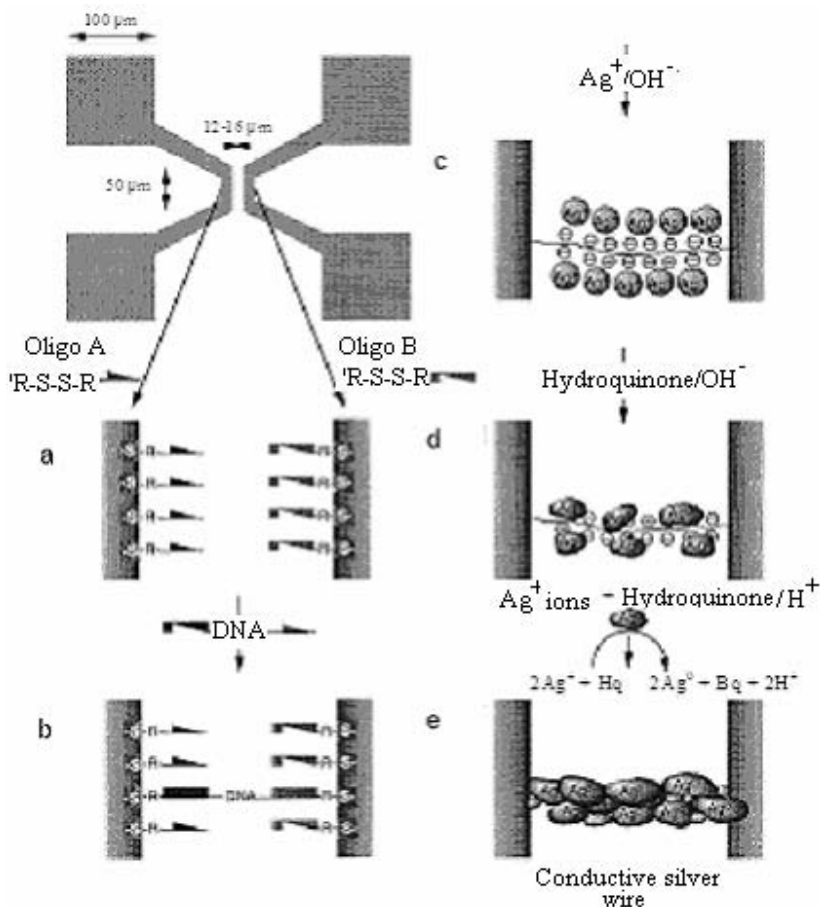 100 µm
12-16 µm
50 µm
Oligo A
'R-S-S-R
Oligo B
'R-S-S-R
a
S R R S
S R R S
S R R S
S R R S
DNA
b
S R R S
S R R S
S R DNA R S
S R R S
Ag⁺/OH⁻
c
Hydroquinone/OH⁻
d
Ag⁺ ions – Hydroquinone/H⁺
2Ag⁺ + Hq 2Ag⁰ + Bq + 2H⁺
e
Conductive silver
wire